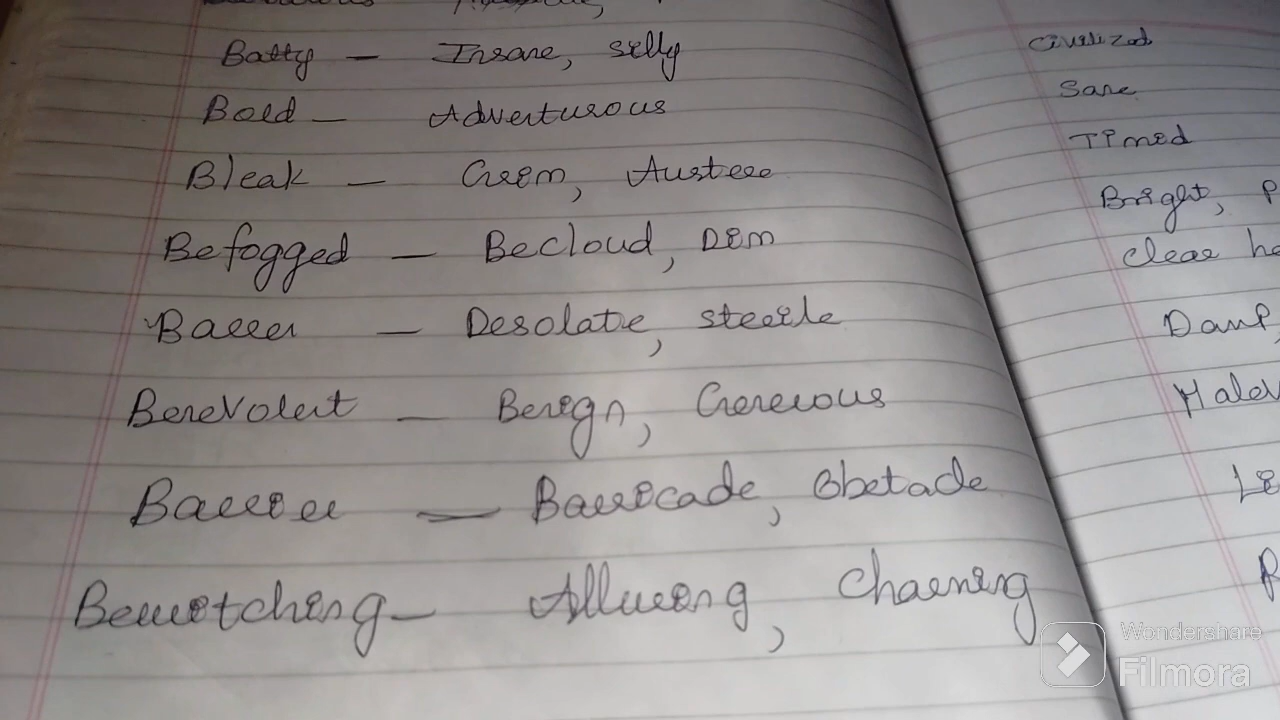 Batty – Insane, silly
Bold – Adventurous
Bleak – Grim, Austere
Befogged – Becloud, Dim
Barren – Desolate, sterile
Benevolent – Benign, Generous
Barrier – Barricade, Obstacle
Bewitching – Alluring, Charming
Civilized
Sane
Timid
Bright,
Clear
Damp,
Wondershare
Filmora